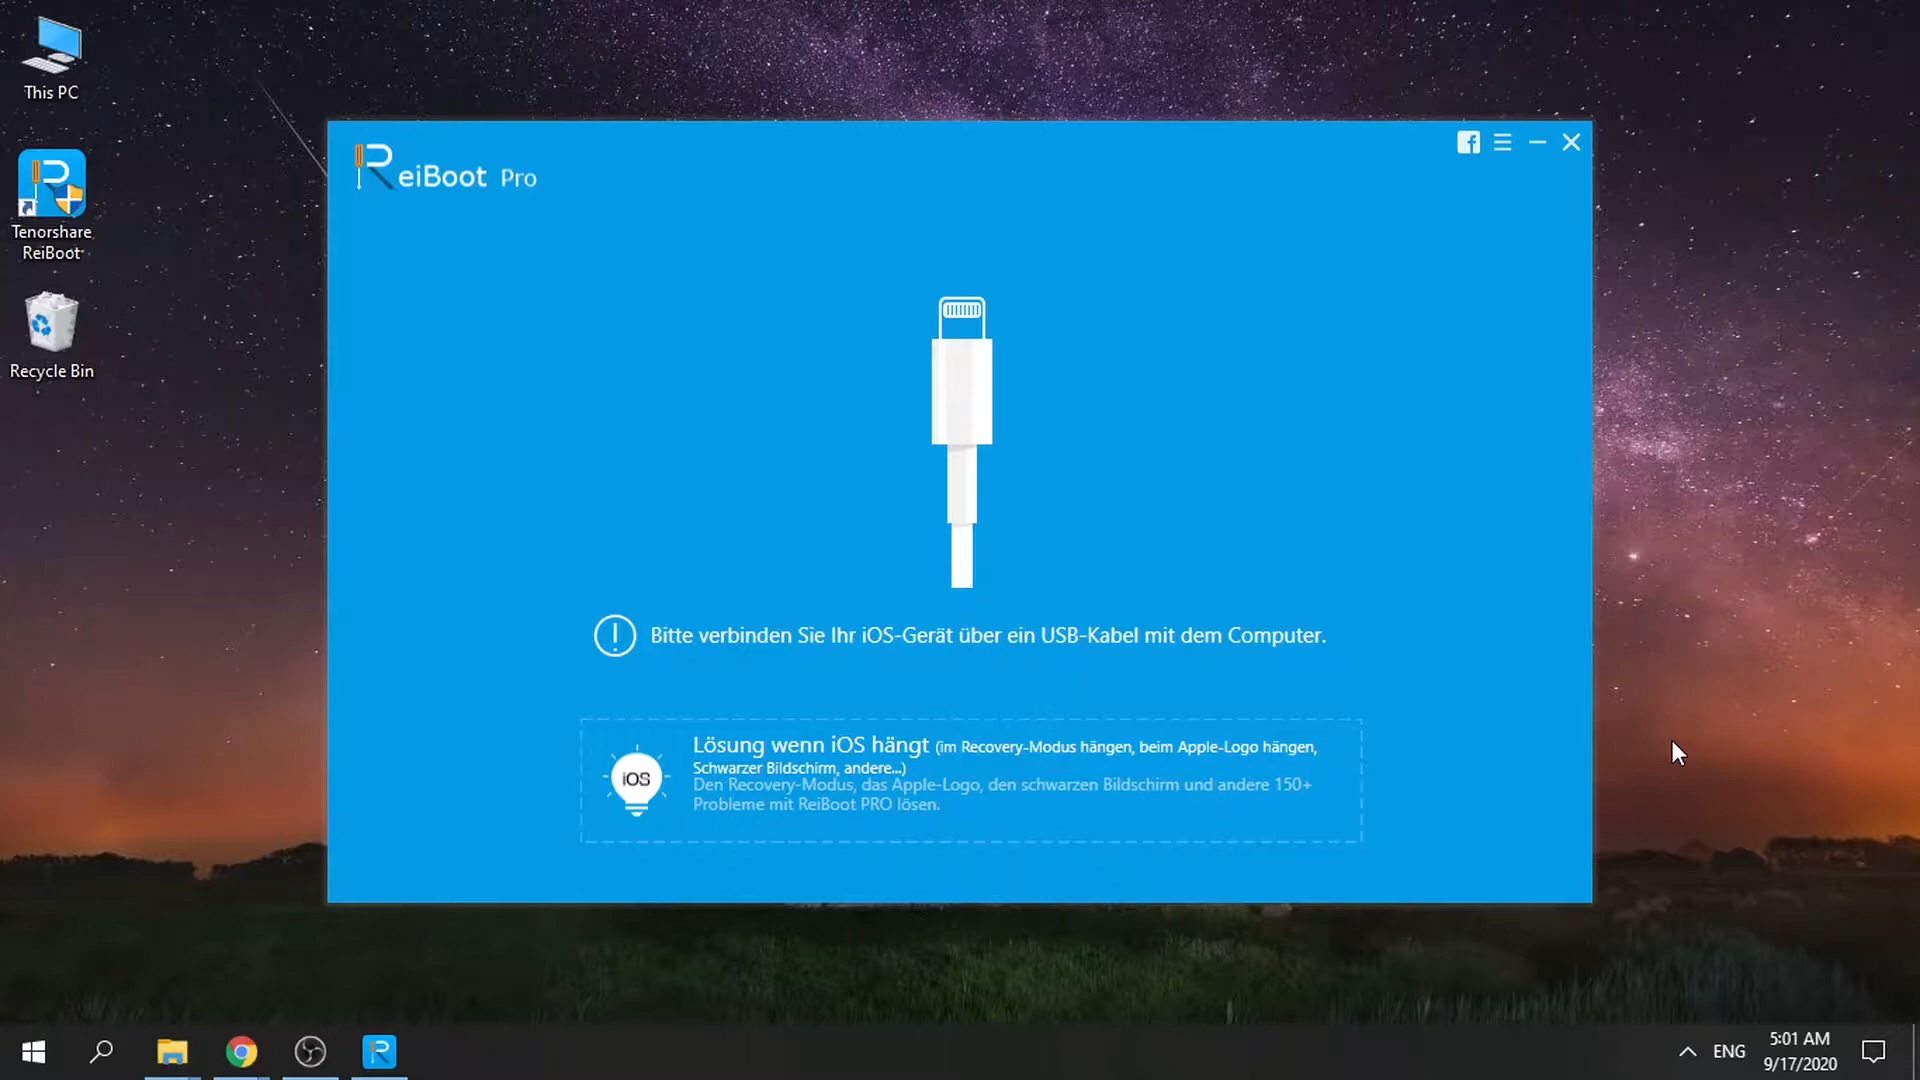 This PC
Tenorshare
ReiBoot
Recycle Bin
ReiBoot Pro
Bitte verbinden Sie Ihr iOS-Gerät über ein USB-Kabel mit dem Computer.
iOS
Lösung wenn iOS hängt (im Recovery-Modus hängen, beim Apple-Logo hängen,
Schwarzer Bildschirm, andere...)
Den Recovery-Modus, das Apple-Logo, den schwarzen Bildschirm und andere 150+
Probleme mit ReiBoot PRO lösen.
ENG
5:01 AM
9/17/2020